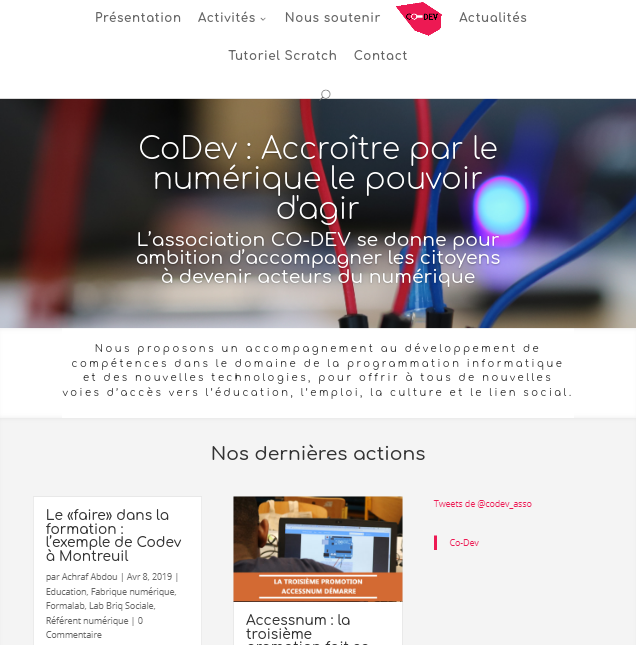 Présentation Activités Nous soutenir CO-DEV Actualités
Tutoriel Scratch Contact
CoDev : Accroître par le
numérique le pouvoir
d'agir
L'association CO-DEV se donne pour
ambition d'accompagner les citoyens
à devenir acteurs du numérique
Nous proposons un accompagnement au développement de
compétences dans le domaine de la programmation informatique
et des nouvelles technologies, pour offrir à tous de nouvelles
voies d'accès vers l'éducation, l'emploi, la culture et le lien social.
Nos dernières actions
Le «faire» dans la
formation :
l'exemple de Codev
à Montreuil
par Achraf Abdou | Avr 8, 2019 |
Education, Fabrique numérique,
Formalab, Lab Briq Sociale,
Référent numérique | 0
Commentaire
LA TROISIÈME PROMOTION
ACCESSNUM DÉMARRE
Accessnum : la
troisième
promotion fait sa
Tweets de @codev_asso
Co-Dev